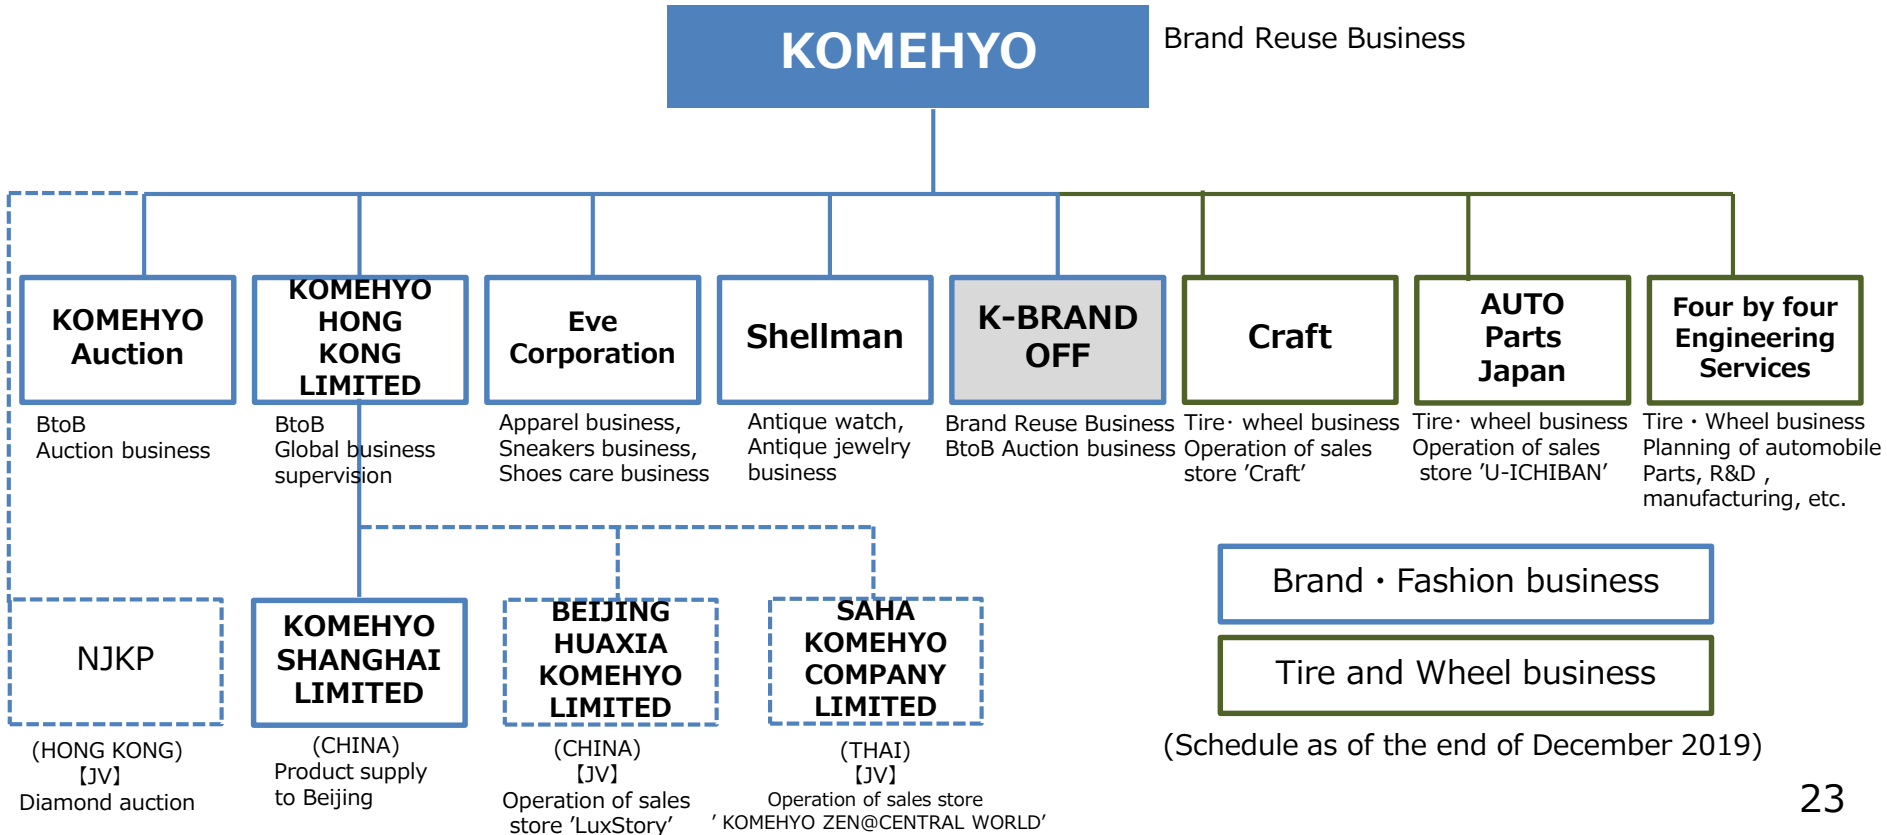 KOMEHYO
Brand Reuse Business
KOMEHYO
Auction
BtoB
Auction business
KOMEHYO
HONG
KONG
LIMITED
BtoB
Global business
supervision
Eve
Corporation
Apparel business,
Sneakers business,
Shoes care business
Shellman
Antique watch,
Antique jewelry
business
K-BRAND
OFF
Brand Reuse Business
BtoB Auction business
Craft
Tire・wheel business
Operation of sales
store ’Craft’
AUTO
Parts
Japan
Tire・wheel business
Operation of sales
store ’U-ICHIBAN’
Four by four
Engineering
Services
Tire・Wheel business
Planning of automobile
Parts, R&D ,
manufacturing, etc.
NJKP
(HONG KONG)
【JV】
Diamond auction
KOMEHYO
SHANGHAI
LIMITED
(CHINA)
Product supply
to Beijing
BEIJING
HUAXIA
KOMEHYO
LIMITED
(CHINA)
【JV】
Operation of sales
store ’LuxStory’
SAHA
KOMEHYO
COMPANY
LIMITED
(THAI)
【JV】
Operation of sales store
’ KOMEHYO ZEN@CENTRAL WORLD’
Brand・Fashion business
Tire and Wheel business
(Schedule as of the end of December 2019)
23